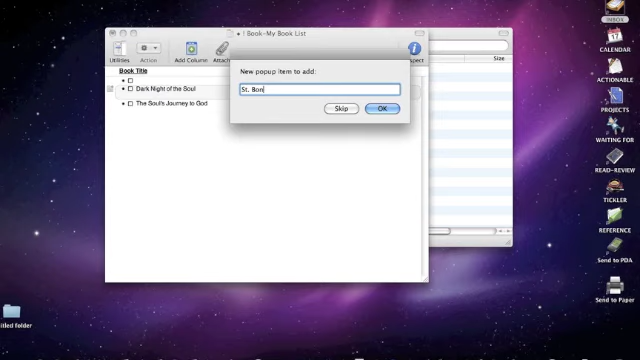 INBOX
! Book-My Book List
Utilities
Action
Add Column
Attach
Size
CALENDAR
Book Title
New popup item to add:
ACTIONABLE
Dark Night of the Soul
St. Bon
The Soul's Journey to God
Skip
OK
PROJECTS
WAITING FOR
READ-REVIEW
TICKLER
REFERENCE
Send to PDA
Send to Paper